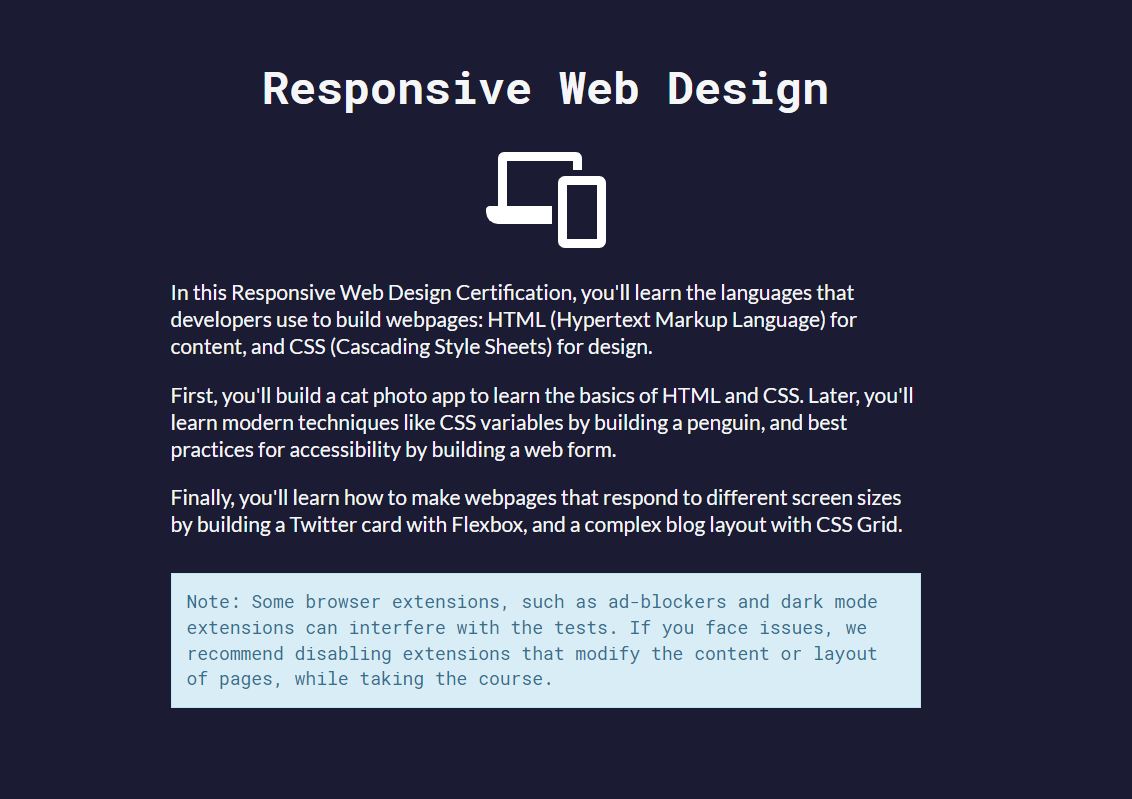 Responsive Web Design
In this Responsive Web Design Certification, you'll learn the languages that
developers use to build webpages: HTML (Hypertext Markup Language) for
content, and CSS (Cascading Style Sheets) for design.
First, you'll build a cat photo app to learn the basics of HTML and CSS. Later, you'll
learn modern techniques like CSS variables by building a penguin, and best
practices for accessibility by building a web form.
Finally, you'll learn how to make webpages that respond to different screen sizes
by building a Twitter card with Flexbox, and a complex blog layout with CSS Grid.
Note: Some browser extensions, such as ad-blockers and dark mode
extensions can interfere with the tests. If you face issues, we
recommend disabling extensions that modify the content or layout
of pages, while taking the course.